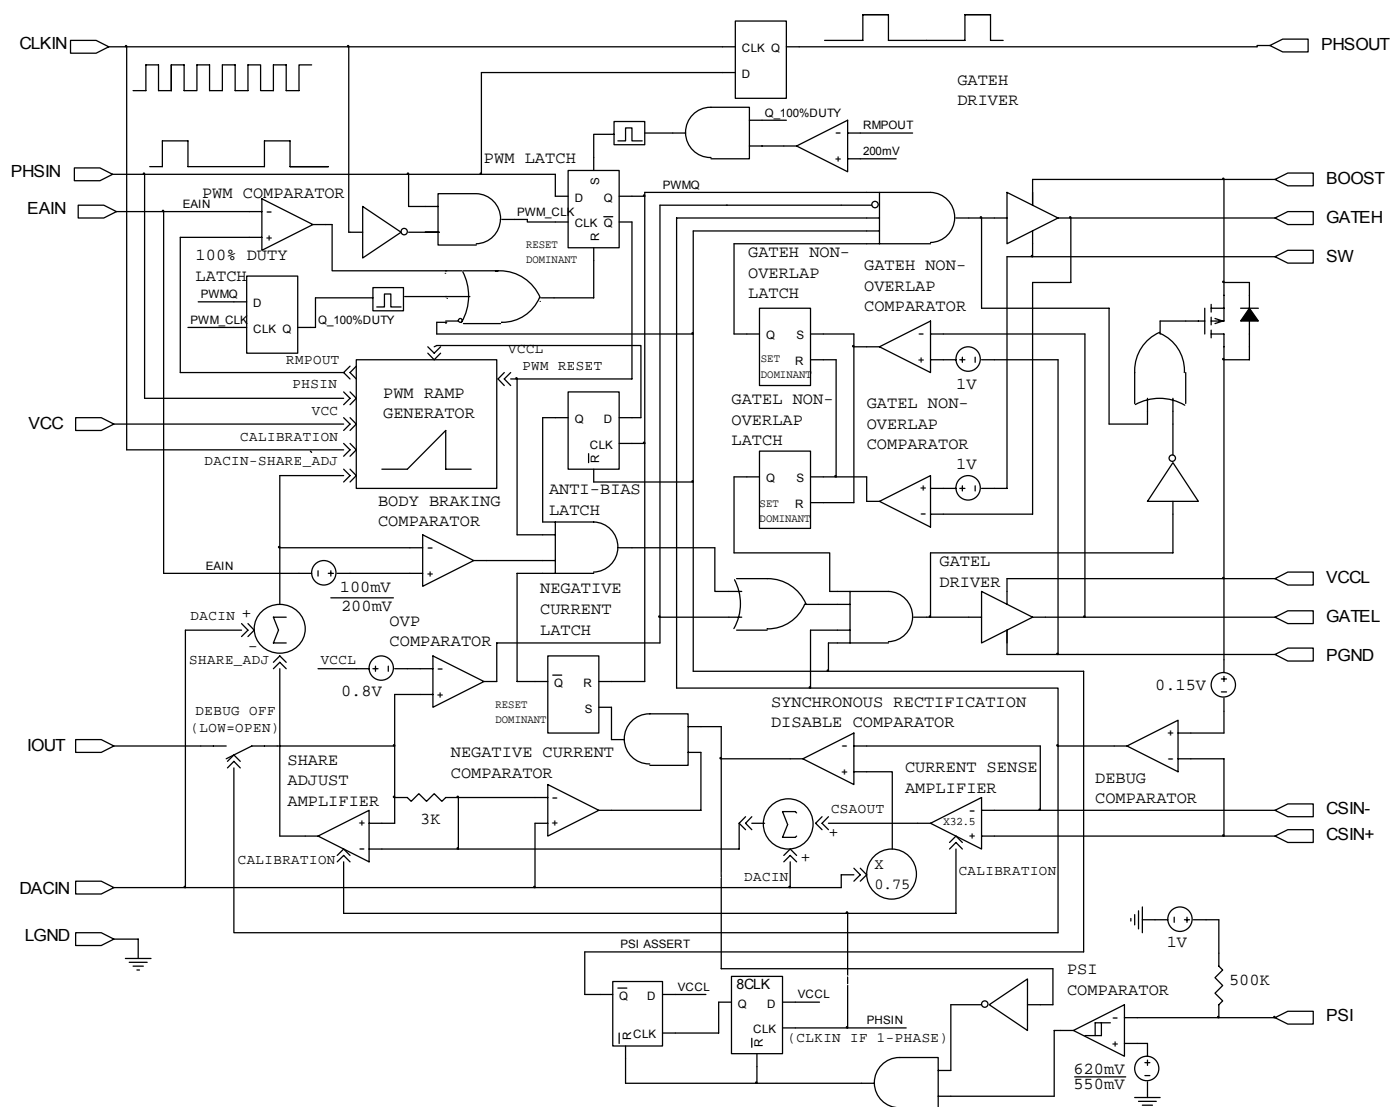 CLKIN
CLK Q
D
PHSOUT
GATEH
DRIVER
Q_100%DUTY
RMPOUT
200mV
PHSIN
PWM LATCH
S
D Q
PWM_CLK
CLK Q
R
RESET
DOMINANT
PWMQ
BOOST
PWM COMPARATOR
EAIN
EAIN
-
+
GATEH
SW
100% DUTY
LATCH
PWMQ
D
PWM_CLK
CLK Q
Q_100%DUTY
GATEH NON-
OVERLAP
LATCH
GATEH NON-
OVERLAP
COMPARATOR
Q S
R
SET
DOMINANT
-
+
1V
RMPOUT
PHSIN
VCC
VCC
CALIBRATION
DACIN-SHARE_ADJ
PWM RAMP
GENERATOR
VCCL
PWM RESET
Q D
CLK
R
ANTI-BIAS
LATCH
GATEL NON-
OVERLAP
LATCH
GATEL NON-
OVERLAP
COMPARATOR
1V
Q S
R
SET
DOMINANT
+
-
BODY BRAKING
COMPARATOR
EAIN
100mV
200mV
-
+
NEGATIVE
CURRENT
LATCH
GATEL
DRIVER
VCCL
GATEL
PGND
DACIN
+
-
Σ
SHARE_ADJ
OVP
COMPARATOR
VCCL
0.8V
-
+
Q R
S
RESET
DOMINANT
0.15V
SYNCHRONOUS RECTIFICATION
DISABLE COMPARATOR
DEBUG OFF
(LOW=OPEN)
IOUT
SHARE
ADJUST
AMPLIFIER
NEGATIVE CURRENT
COMPARATOR
3K
-
+
CURRENT SENSE
AMPLIFIER
DEBUG
COMPARATOR
+
-
CSAOUT
+
Σ
+
DACIN
X32.5
-
+
CSIN-
CSIN+
CALIBRATION
CALIBRATION
X
0.75
DACIN
LGND
1V
PSI ASSERT
Q D
VCCL
R
CLK
8CLK
Q D
VCCL
CLK
R
PHSIN
(CLKIN IF 1-PHASE)
PSI
COMPARATOR
500K
PSI
-
+
620mV
550mV